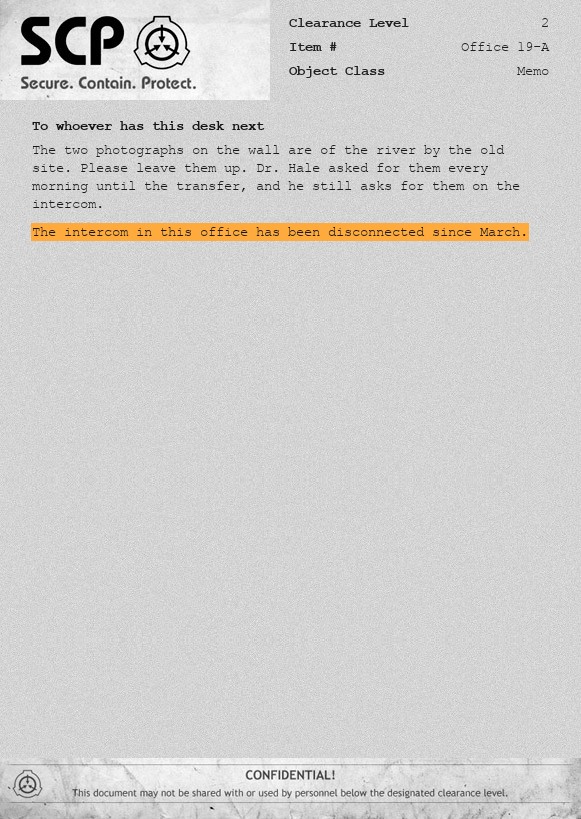 SCP
Secure. Contain. Protect.
Clearance Level 2
Item # Office 19-A
Object Class Memo
To whoever has this desk next
The two photographs on the wall are of the river by the old
site. Please leave them up. Dr. Hale asked for them every
morning until the transfer, and he still asks for them on the
intercom.
The intercom in this office has been disconnected since March.
CONFIDENTIAL!
This document may not be shared with or used by personnel below the designated clearance level.